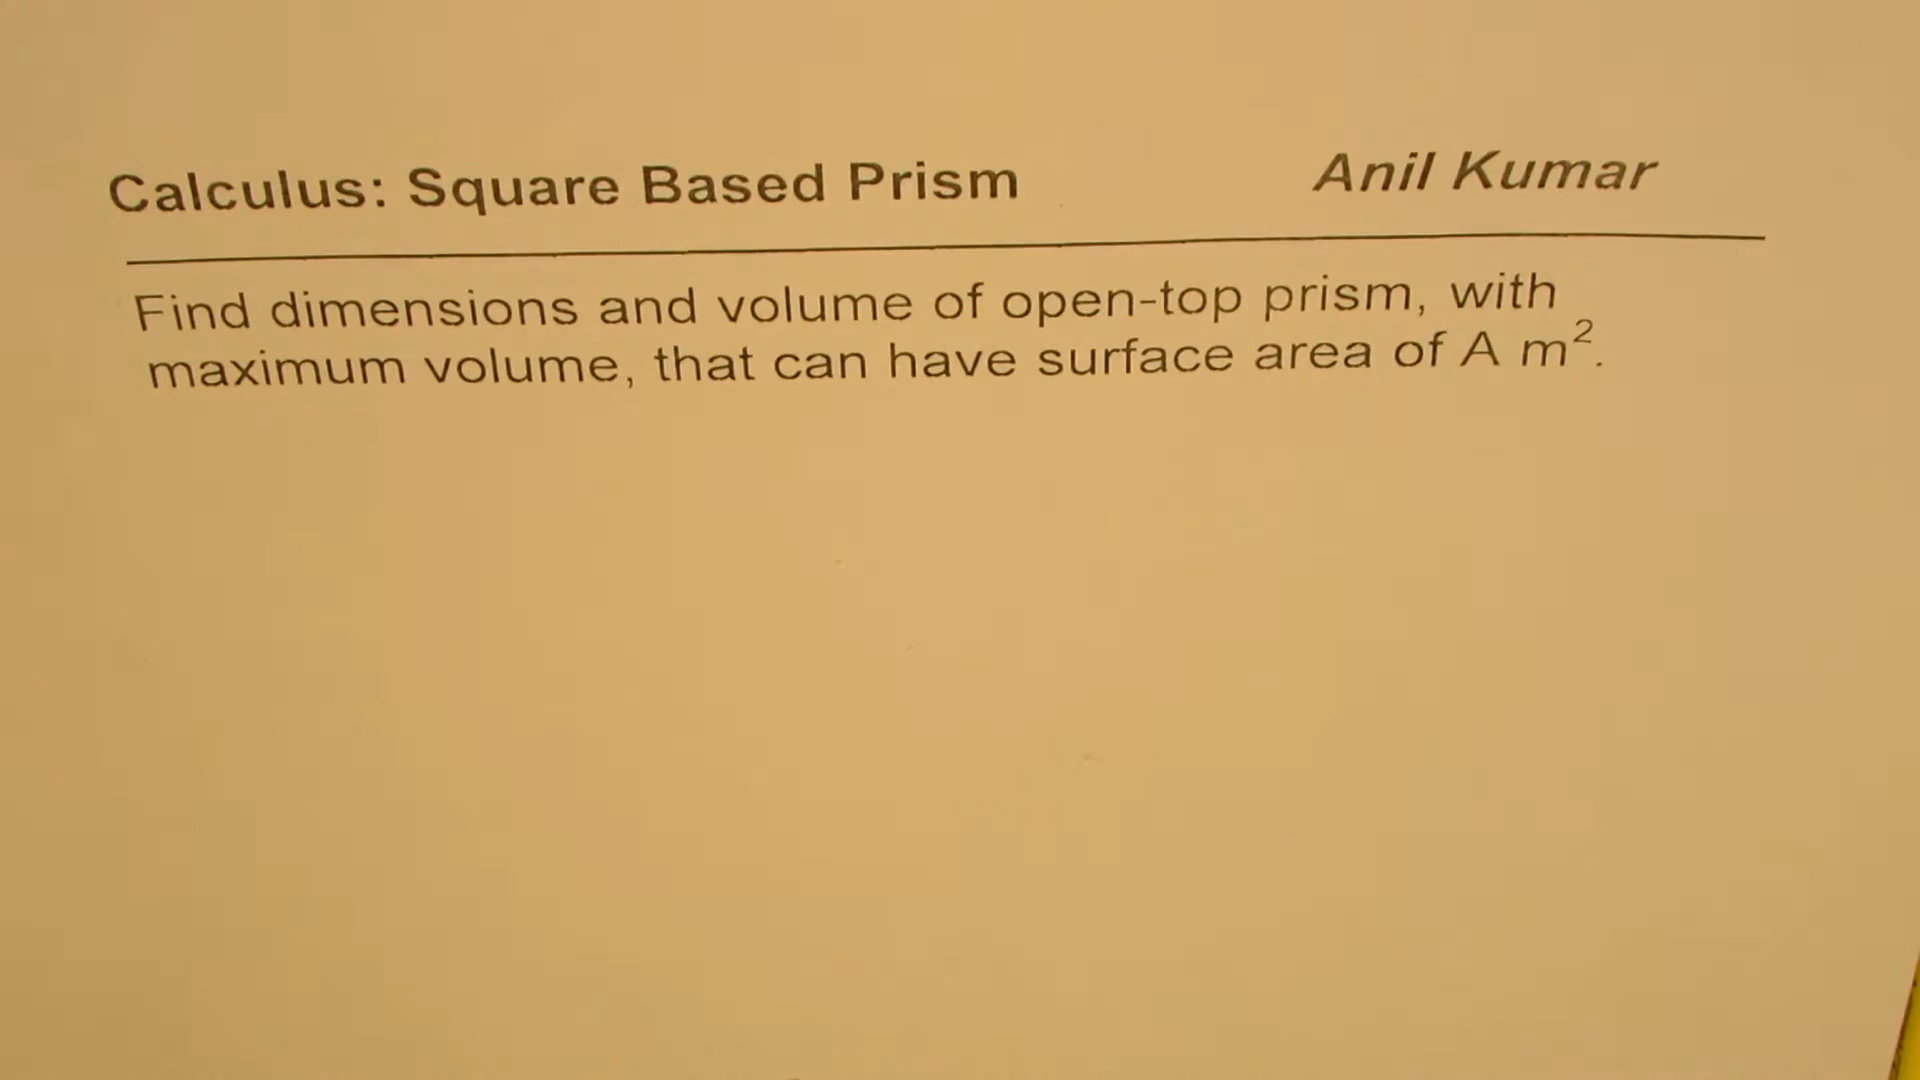 Calculus: Square Based Prism Anil Kumar
Find dimensions and volume of open-top prism, with
maximum volume, that can have surface area of A m².